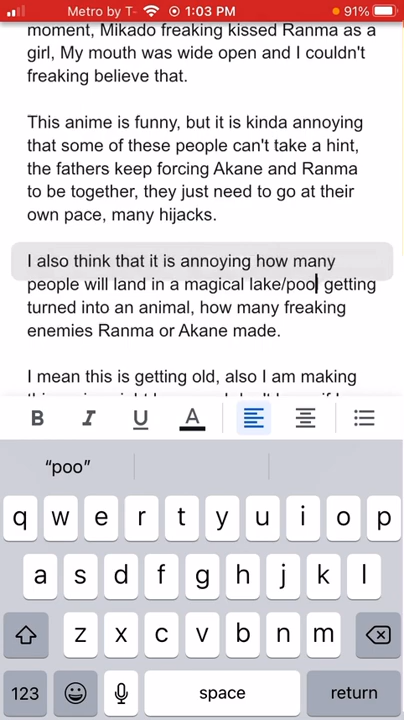 Metro by T- 1:03 PM 91%
moment, Mikado freaking kissed Ranma as a
girl, My mouth was wide open and I couldn't
freaking believe that.
This anime is funny, but it is kinda annoying
that some of these people can't take a hint,
the fathers keep forcing Akane and Ranma
to be together, they just need to go at their
own pace, many hijacks.
I also think that it is annoying how many
people will land in a magical lake/poo getting
turned into an animal, how many freaking
enemies Ranma or Akane made.
I mean this is getting old, also I am making
B I U A
“poo”
q w e r t y u i o p
a s d f g h j k l
z x c v b n m
123 space return